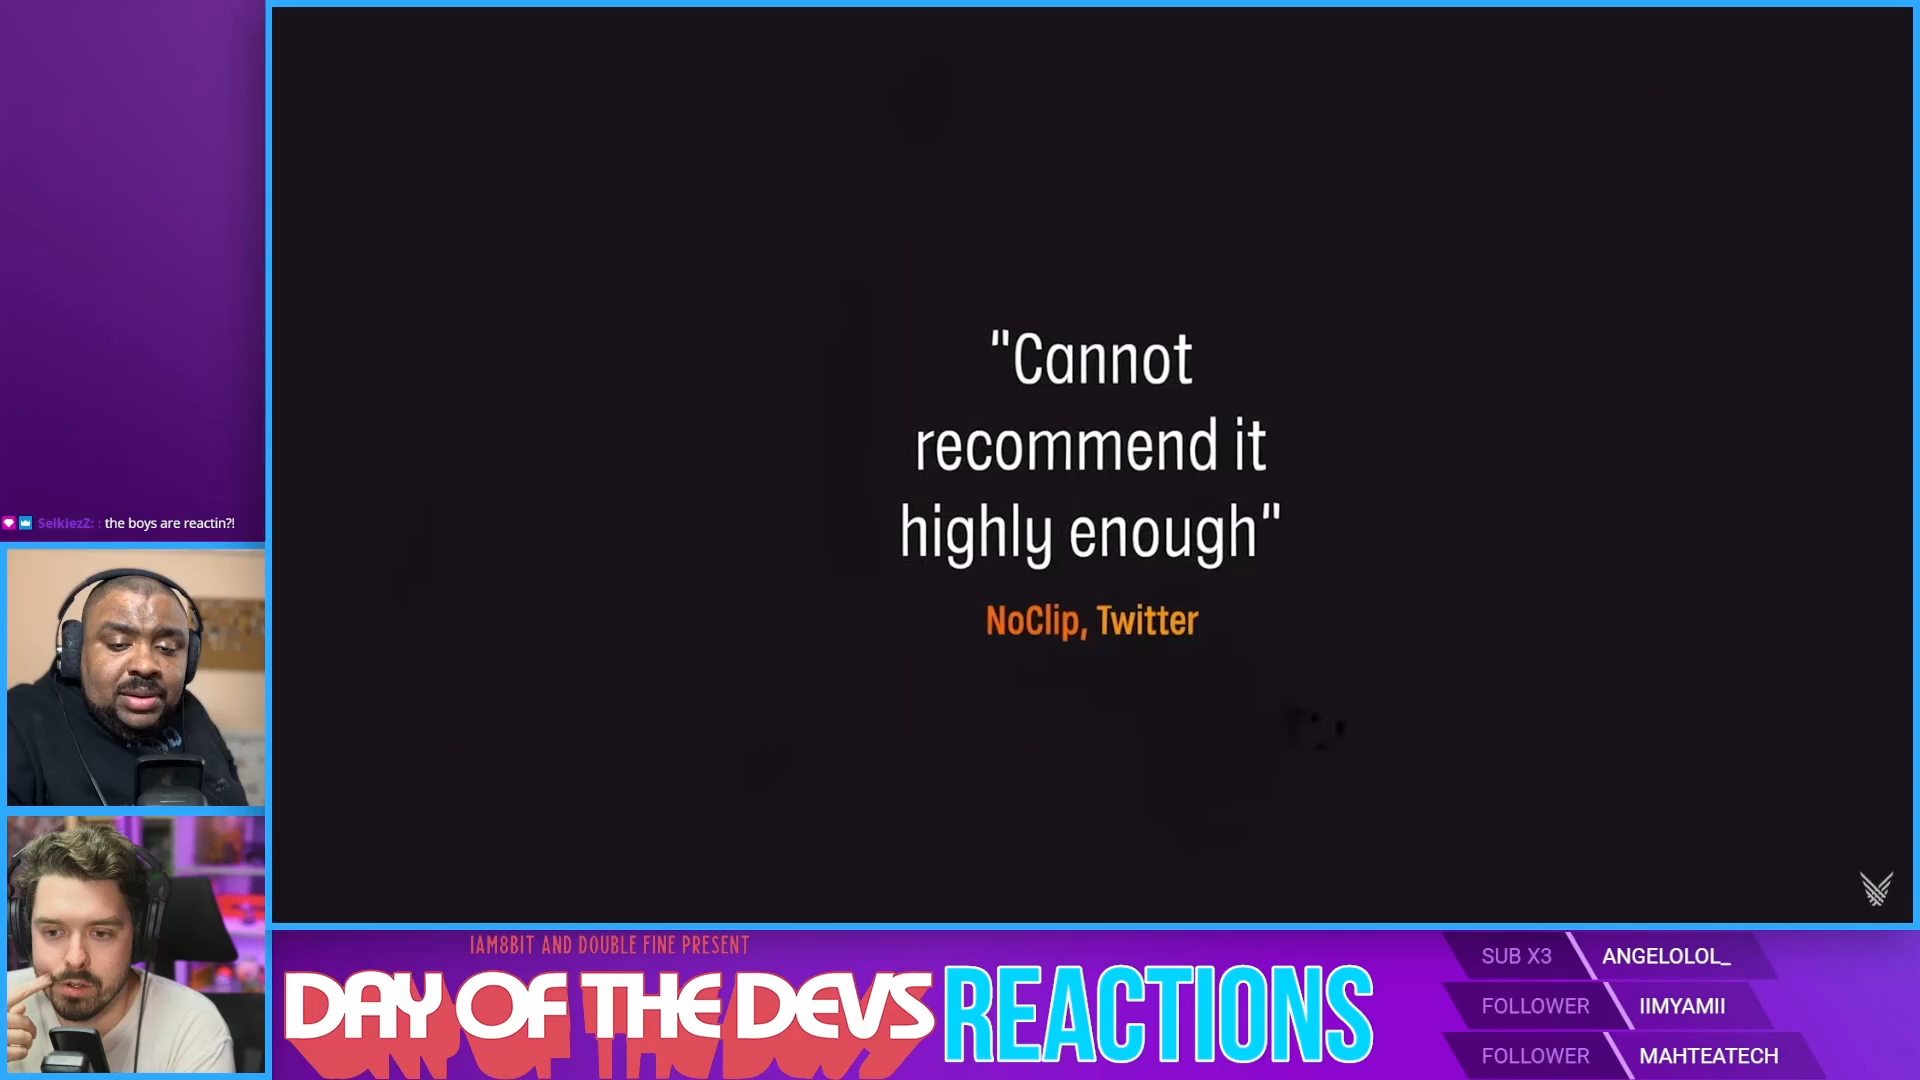 "Cannot
recommend it
highly enough"
NoClip, Twitter
SelkiezZ: : the boys are reactin?!
IAM8BIT AND DOUBLE FINE PRESENT
DAY OF THE DEVS REACTIONS
SUB X3 ANGELOLOL_
FOLLOWER IIMYAMII
FOLLOWER MAHTEATECH